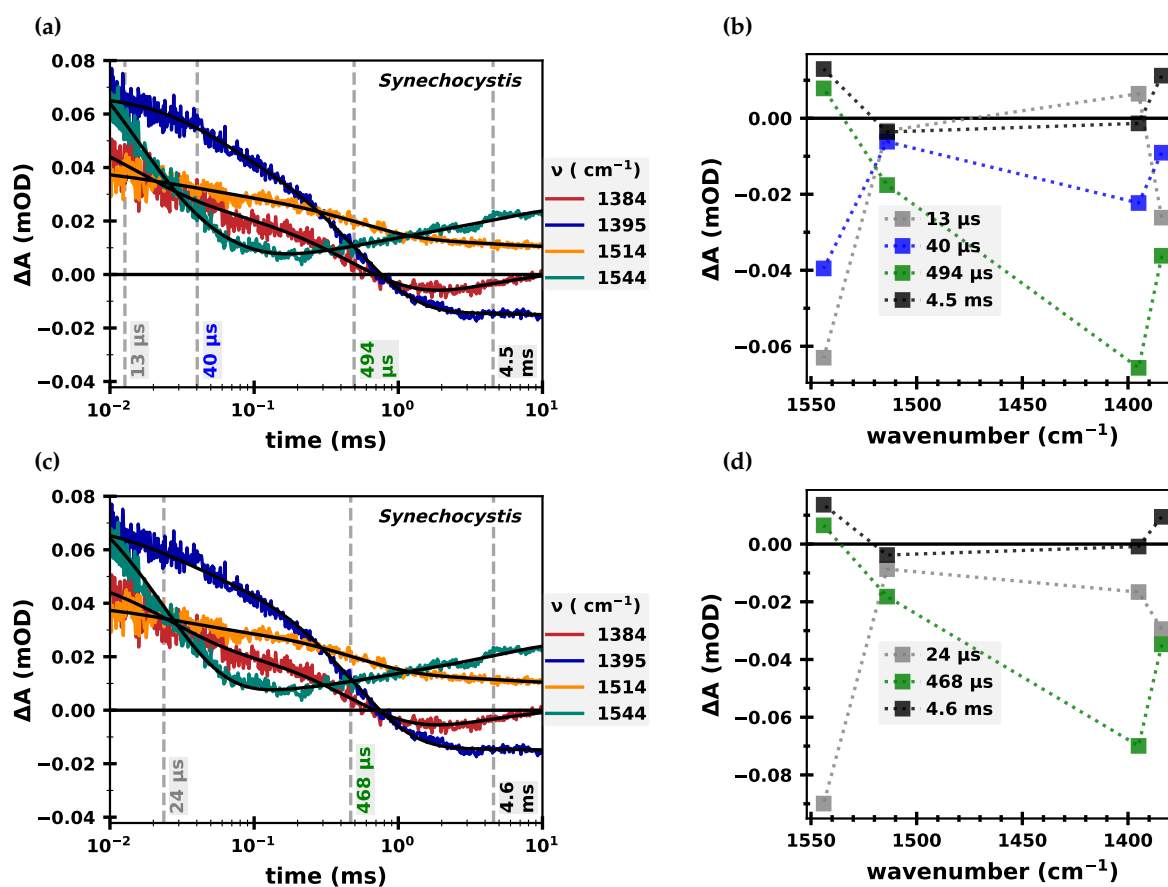 (a)
Synechocystis
ΔA (mOD)
0.08
0.06
0.04
0.02
0.00
−0.02
−0.04
13 μs
40 μs
494
μs
4.5
ms
10⁻²
10⁻¹
10⁰
10¹
time (ms)
ν ( cm⁻¹)
1384
1395
1514
1544
(b)
ΔA (mOD)
0.00
−0.02
−0.04
−0.06
13 μs
40 μs
494 μs
4.5 ms
1550
1500
1450
1400
wavenumber (cm⁻¹)
(c)
Synechocystis
ΔA (mOD)
0.08
0.06
0.04
0.02
0.00
−0.02
−0.04
24 μs
468 μs
4.6
ms
10⁻²
10⁻¹
10⁰
10¹
time (ms)
ν ( cm⁻¹)
1384
1395
1514
1544
(d)
ΔA (mOD)
0.00
−0.02
−0.04
−0.06
−0.08
24 μs
468 μs
4.6 ms
1550
1500
1450
1400
wavenumber (cm⁻¹)